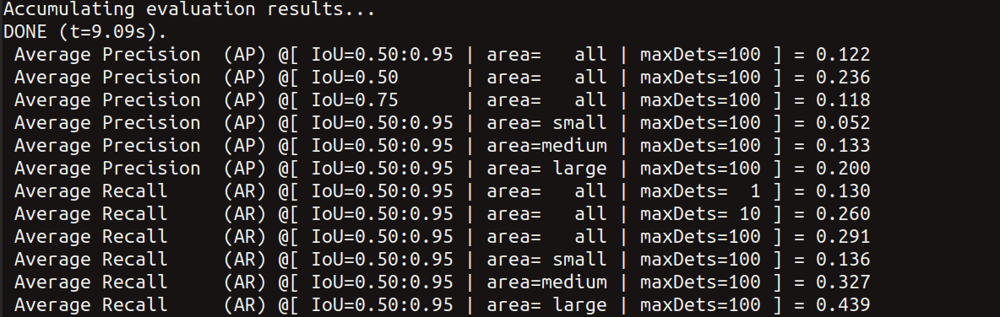 Accumulating evaluation results...
DONE (t=9.09s).
 Average Precision  (AP) @[ IoU=0.50:0.95 | area=   all | maxDets=100 ] = 0.122
 Average Precision  (AP) @[ IoU=0.50      | area=   all | maxDets=100 ] = 0.236
 Average Precision  (AP) @[ IoU=0.75      | area=   all | maxDets=100 ] = 0.118
 Average Precision  (AP) @[ IoU=0.50:0.95 | area= small | maxDets=100 ] = 0.052
 Average Precision  (AP) @[ IoU=0.50:0.95 | area=medium | maxDets=100 ] = 0.133
 Average Precision  (AP) @[ IoU=0.50:0.95 | area= large | maxDets=100 ] = 0.200
 Average Recall     (AR) @[ IoU=0.50:0.95 | area=   all | maxDets=  1 ] = 0.130
 Average Recall     (AR) @[ IoU=0.50:0.95 | area=   all | maxDets= 10 ] = 0.260
 Average Recall     (AR) @[ IoU=0.50:0.95 | area=   all | maxDets=100 ] = 0.291
 Average Recall     (AR) @[ IoU=0.50:0.95 | area= small | maxDets=100 ] = 0.136
 Average Recall     (AR) @[ IoU=0.50:0.95 | area=medium | maxDets=100 ] = 0.327
 Average Recall     (AR) @[ IoU=0.50:0.95 | area= large | maxDets=100 ] = 0.439